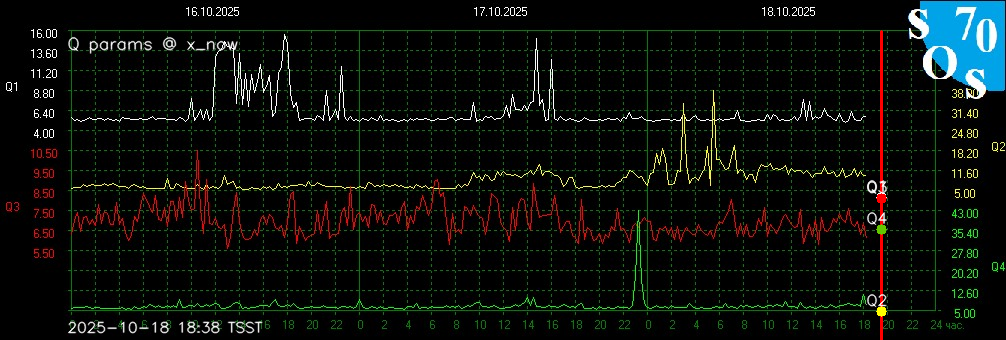 16.10.2025 17.10.2025 18.10.2025
Q params @ x_now
SOS 70
Q1
16.00
13.60
11.20
8.80
6.40
4.00
Q3
10.50
9.50
8.50
7.50
6.50
5.50
38.00
31.40
24.80
18.20
11.60
5.00
Q2
43.00
35.40
27.80
20.20
12.60
5.00
Q4
Q3
Q4
Q2
2025-10-18 18:38 TSST
18 20 22 0 2 4 6 8 10 12 14 16 18 20 22 0 2 4 6 8 10 12 14 16 18 20 22 24 час.